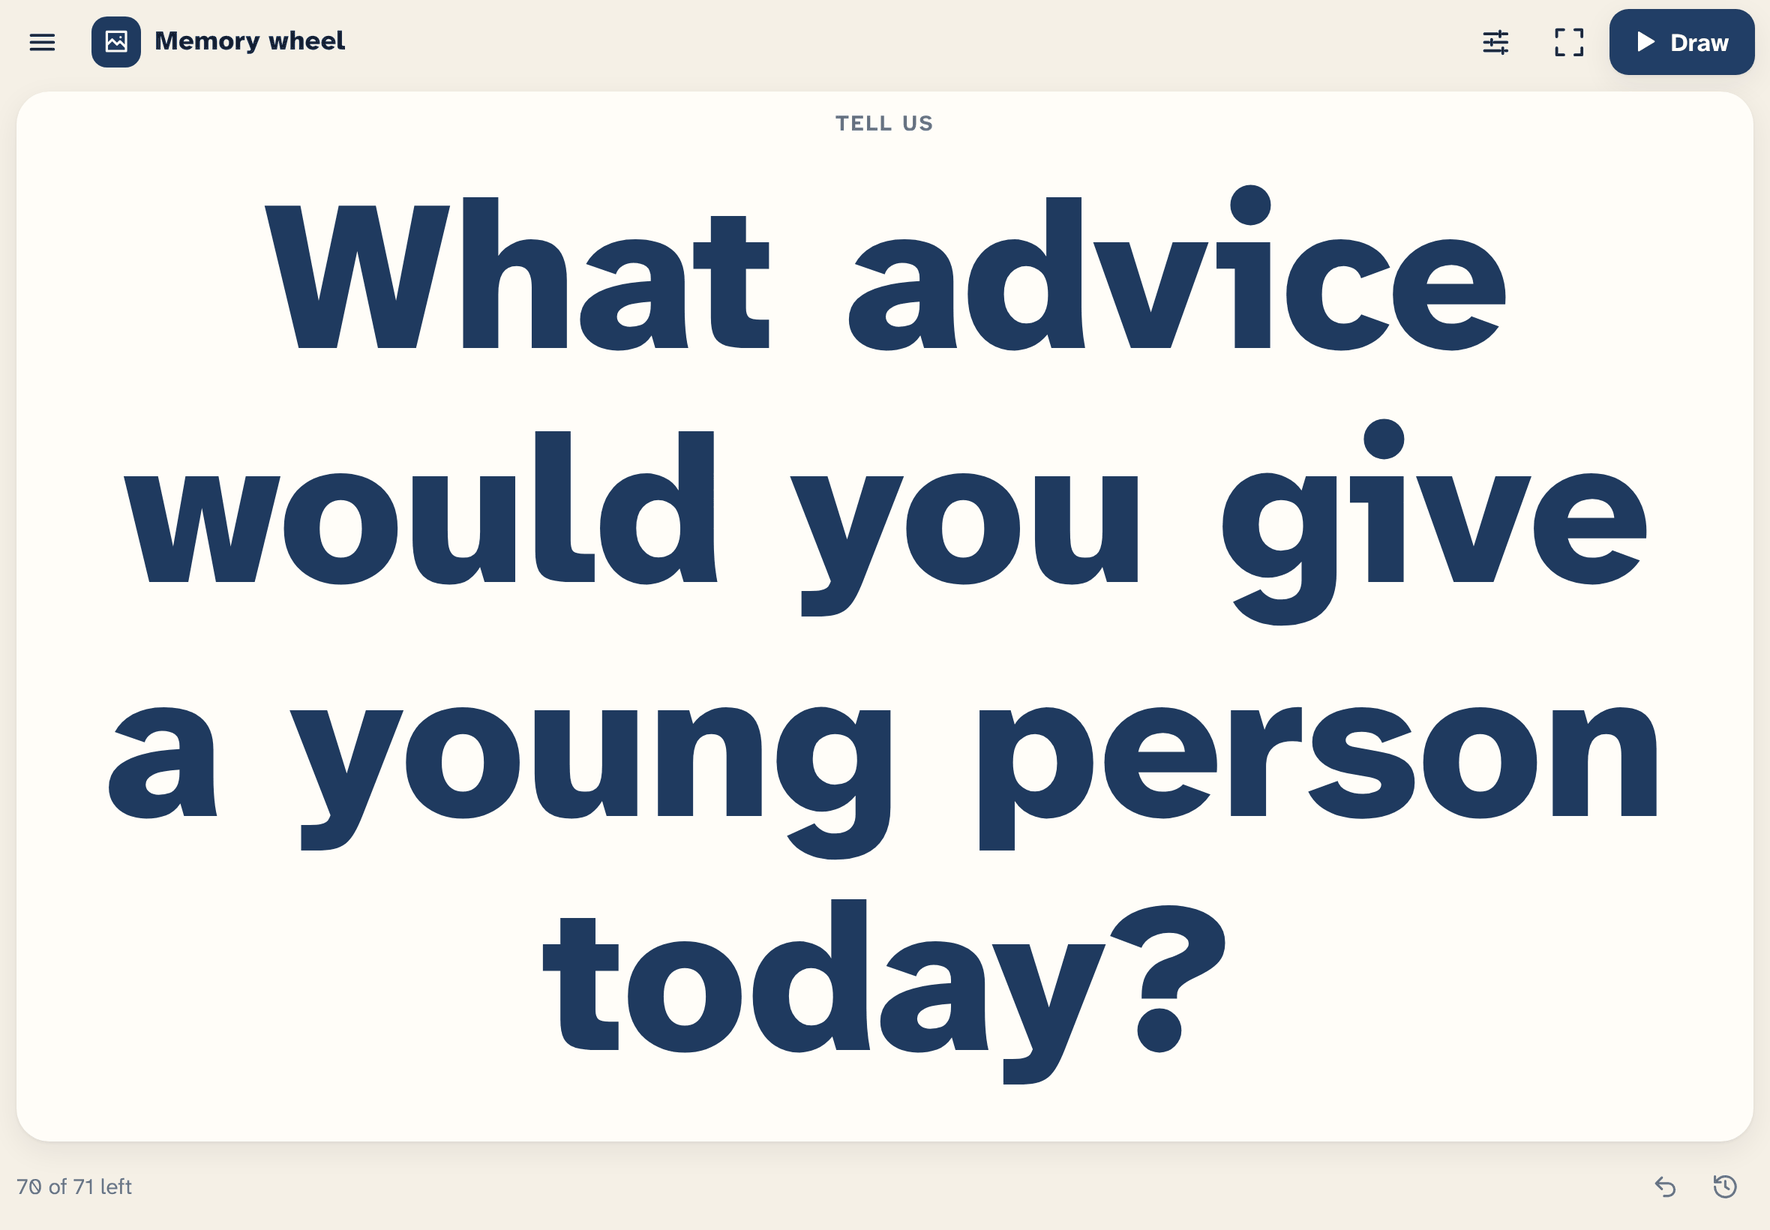 Memory wheel
Draw
TELL US
What advice
would you give
a young person
today?
70 of 71 left